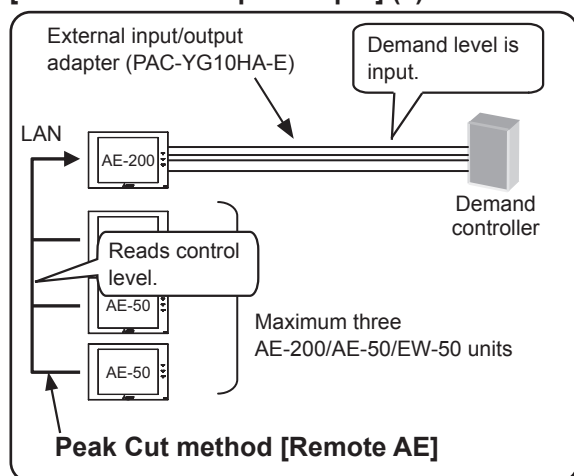 External input/output
adapter (PAC-YG10HA-E)
Demand level is
input.
LAN
AE-200
Demand
controller
Reads control
level.
AE-50
Maximum three
AE-200/AE-50/EW-50 units
AE-50
Peak Cut method [Remote AE]